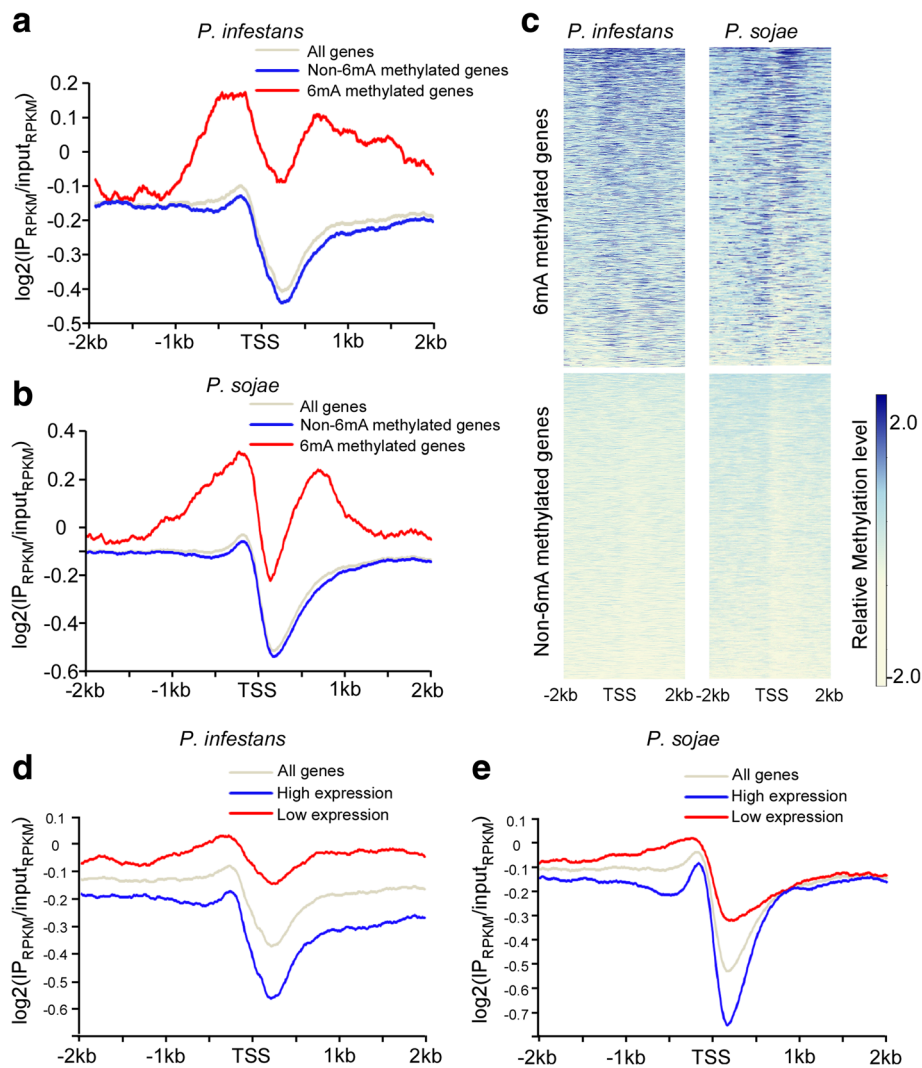 a
P. infestans
All genes
Non-6mA methylated genes
6mA methylated genes
log2(IPRPKM/inputRPKM)
0.2
0.1
0
-0.1
-0.2
-0.3
-0.4
-0.5
-2kb -1kb TSS 1kb 2kb
b
P. sojae
All genes
Non-6mA methylated genes
6mA methylated genes
log2(IPRPKM/inputRPKM)
0.4
0.2
0
-0.2
-0.4
-0.6
-2kb -1kb TSS 1kb 2kb
c
P. infestans P. sojae
6mA methylated genes
Non-6mA methylated genes
-2kb TSS 2kb -2kb TSS 2kb
Relative Methylation level
2.0
-2.0
d
P. infestans
All genes
High expression
Low expression
log2(IPRPKM/inputRPKM)
0.1
0
-0.1
-0.2
-0.3
-0.4
-0.5
-0.6
-2kb -1kb TSS 1kb 2kb
e
P. sojae
All genes
High expression
Low expression
log2(IPRPKM/inputRPKM)
0.1
0
-0.1
-0.2
-0.3
-0.4
-0.5
-0.6
-0.7
-2kb -1kb TSS 1kb 2kb